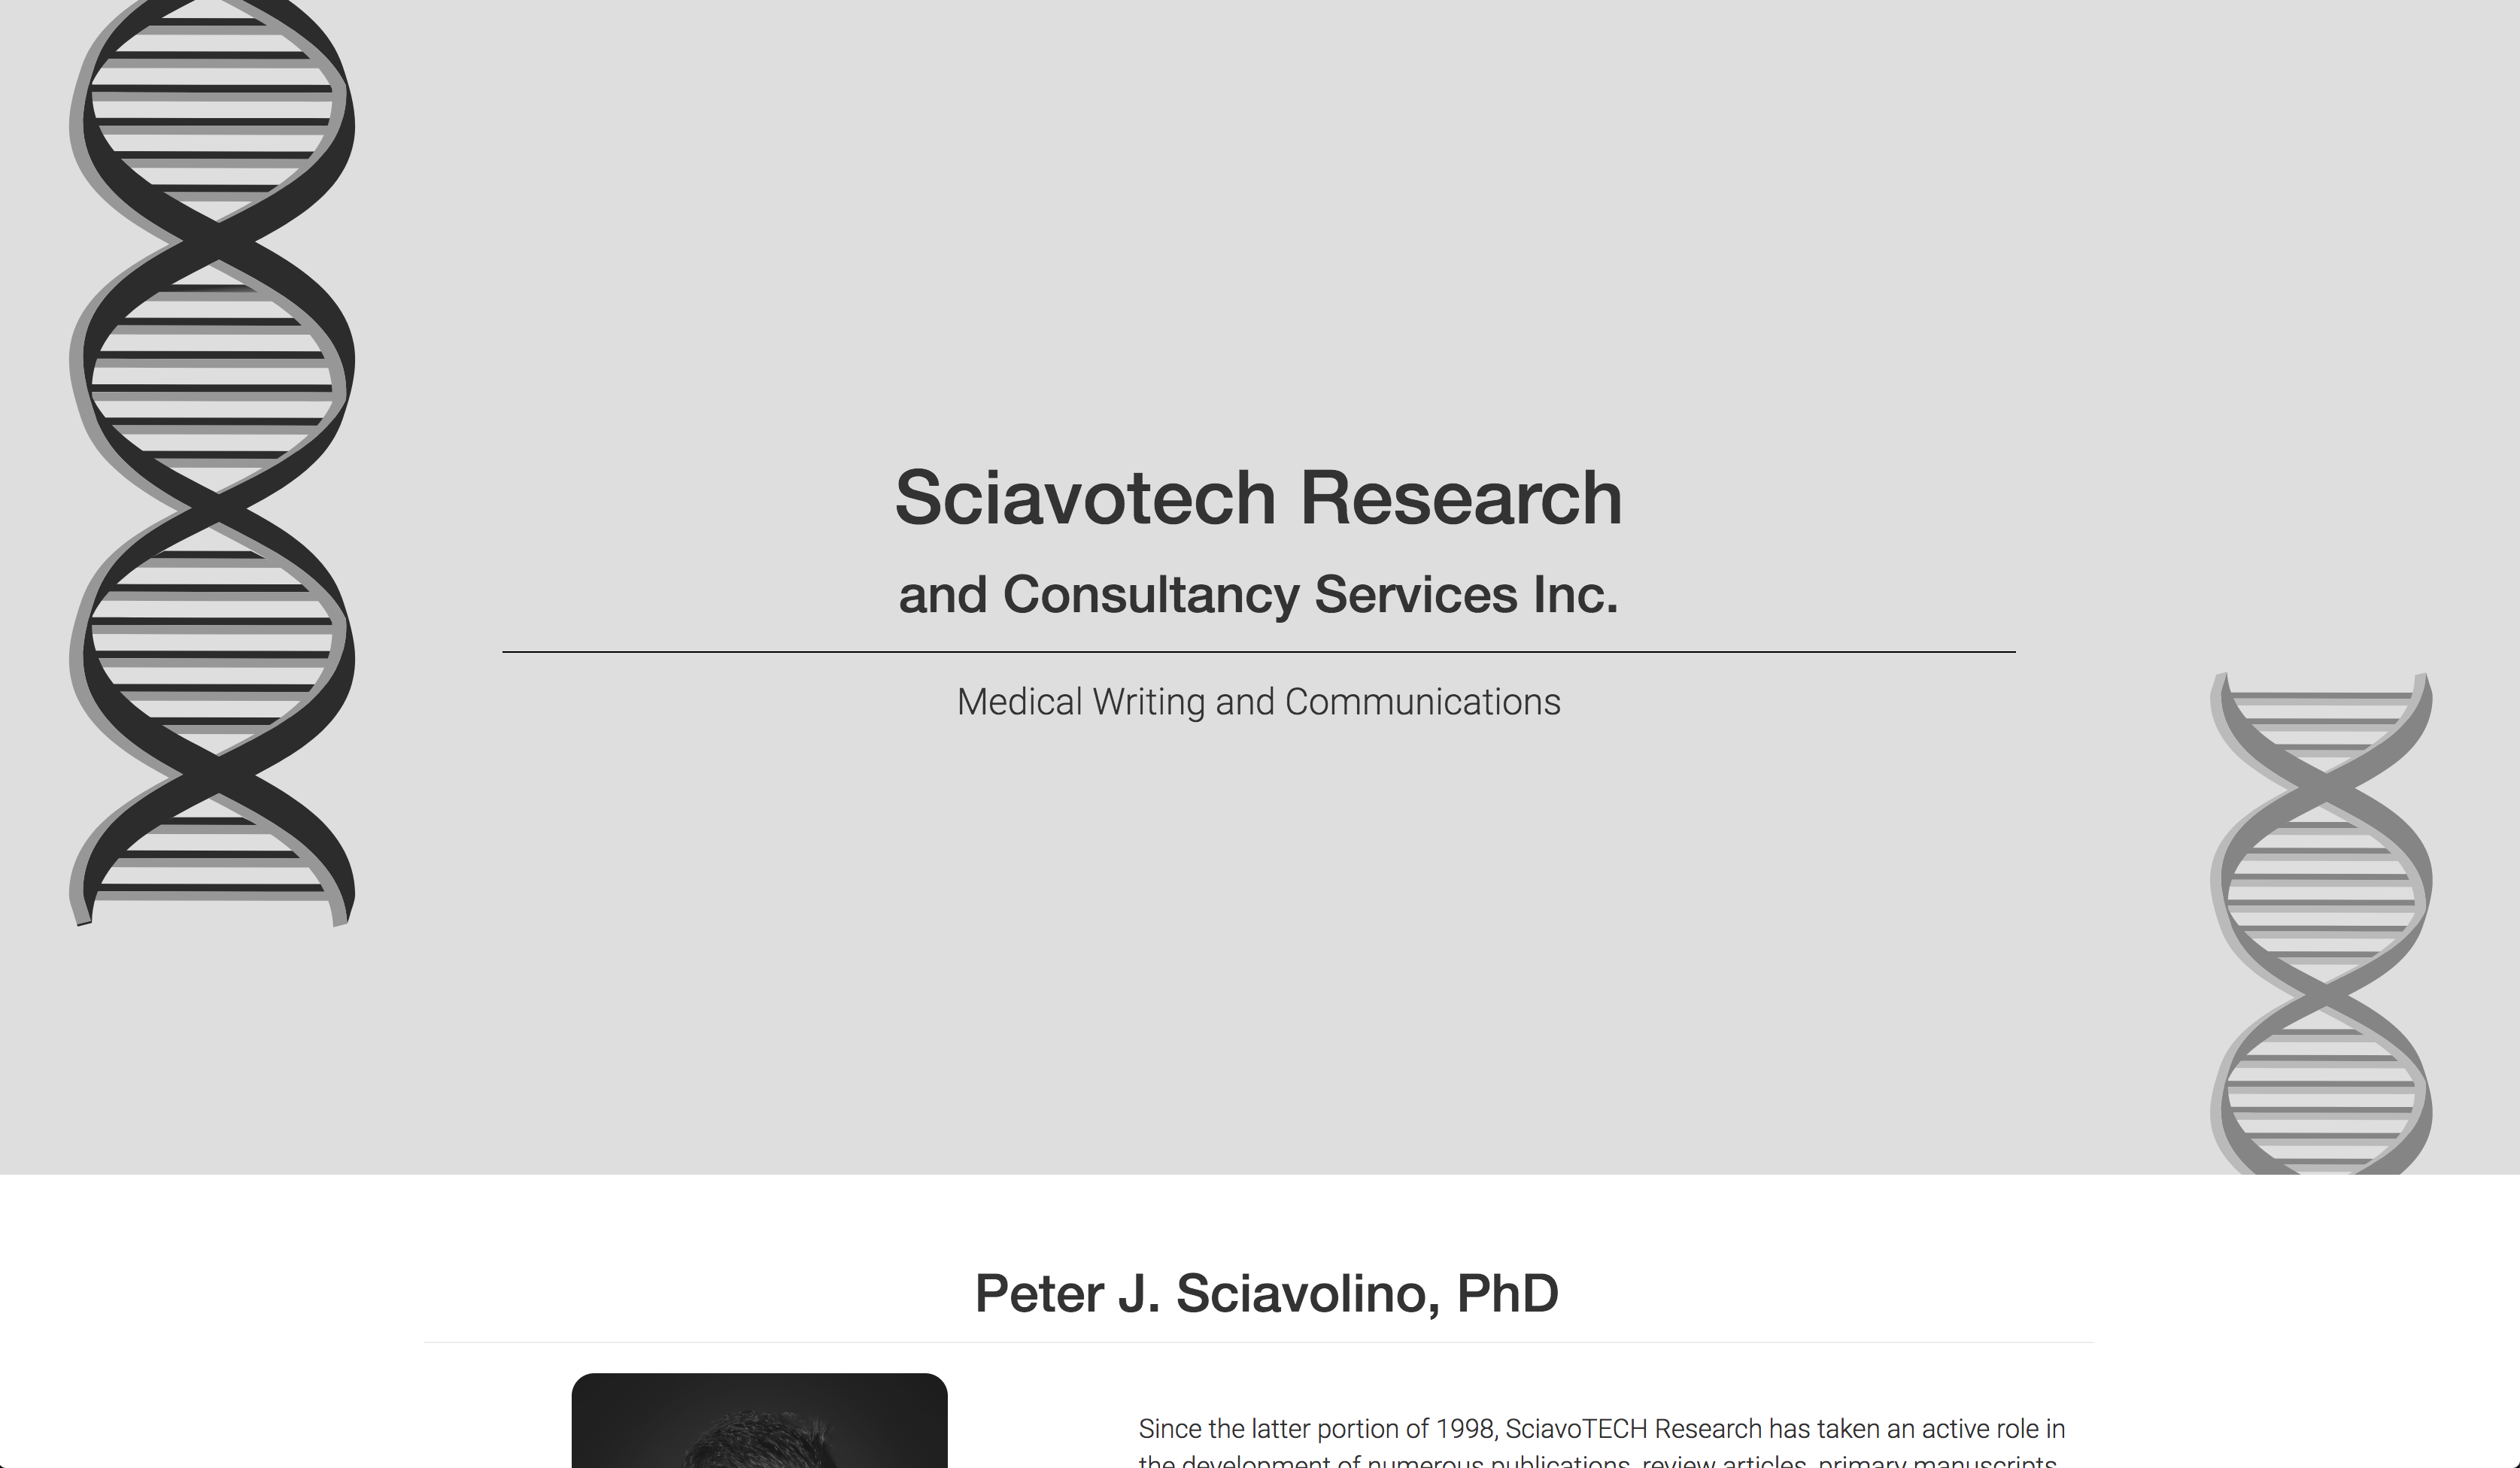 Sciavotech Research
and Consultancy Services Inc.
Medical Writing and Communications
Peter J. Sciavolino, PhD
Since the latter portion of 1998, SciavoTECH Research has taken an active role in
the development of numerous publications, review articles, primary manuscripts,